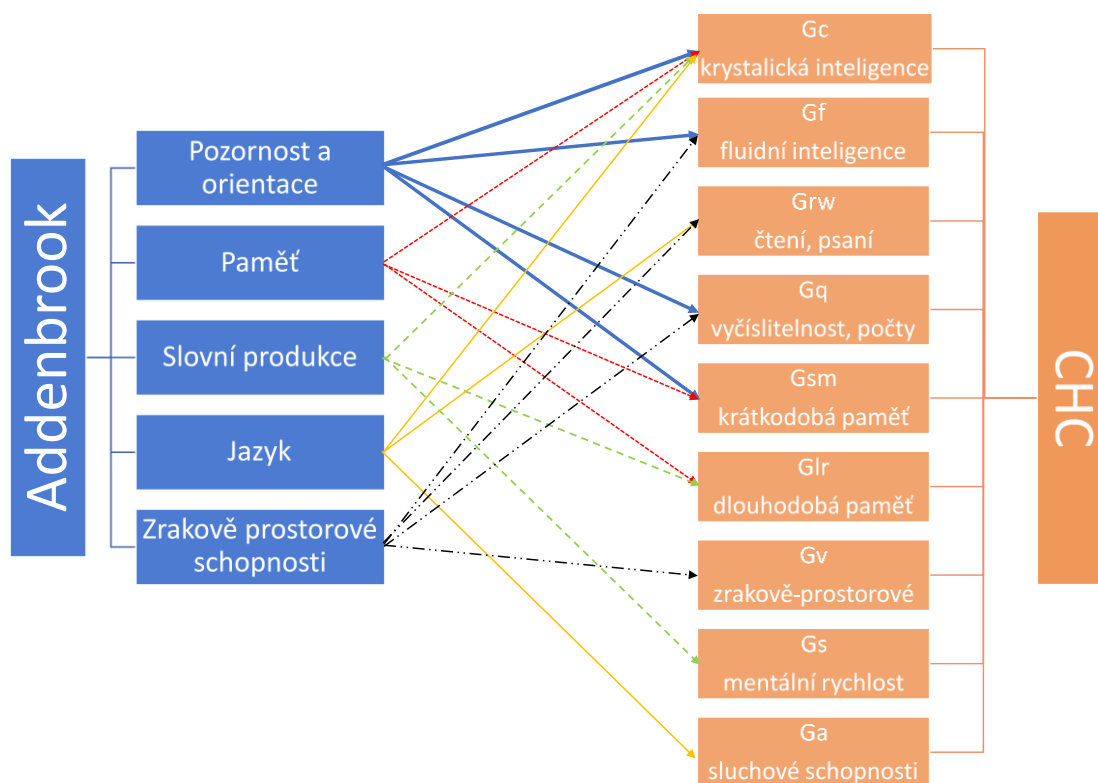 Addenbrook
Pozornost a
orientace
Paměť
Slovní produkce
Jazyk
Zrakově prostorové
schopnosti
Gc
krystalická inteligence
Gf
fluidní inteligence
Grw
čtení, psaní
Gq
vyčíslitelnost, počty
Gsm
krátkodobá paměť
Glr
dlouhodobá paměť
Gv
zrakově-prostorové
Gs
mentální rychlost
Ga
sluchové schopnosti
CHC